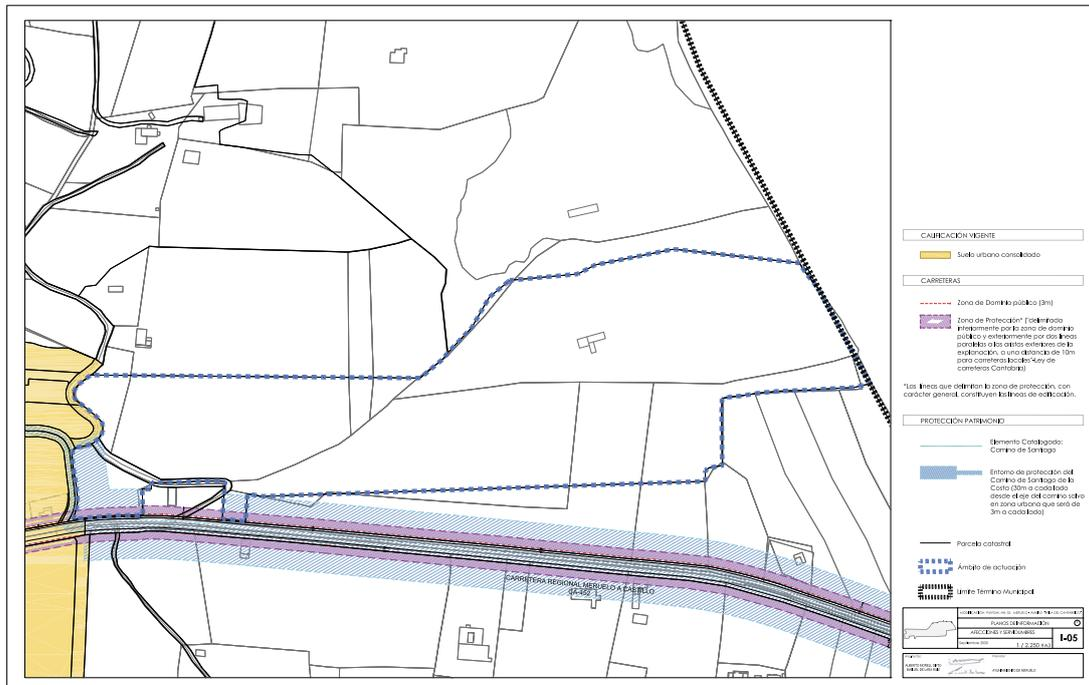 CALIFICACIÓN VIGENTE
Suelo urbano consolidado
CARRETERAS
Zona de Dominio público (3m)
Zona de Protección* ("delimitada
interiormente por la zona de dominio
público y exteriormente por dos líneas
paralelas a las aristas exteriores de la
explanación, a una distancia de 10m
para carreteras locales"-Ley de
carreteras Cantabria)
*Las líneas que delimitan la zona de protección, con
carácter general, constituyen las líneas de edificación.
PROTECCIÓN PATRIMONIO
Elemento Catalogado:
Camino de Santiago
Entorno de protección del
Camino de Santiago de la
Costa (30m a cada lado
desde el eje del camino salvo
en zona urbana que será de
3m a cada lado)
Parcela catastral
Ámbito de actuación
Límite Término Municipal
CARRETERA REGIONAL MERUELO A CASTILLO
CA-452
PLANOS DE INFORMACIÓN
AFECCIONES Y SERVIDUMBRES
Septiembre 2020
1 / 2.250
I-05
AYUNTAMIENTO DE MERUELO